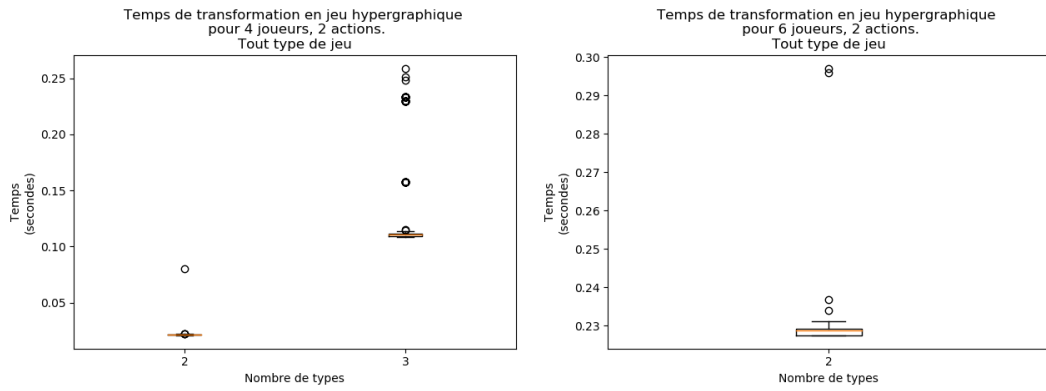 Temps de transformation en jeu hypergraphique
pour 4 joueurs, 2 actions.
Tout type de jeu
0.25
0.20
0.15
0.10
0.05
Temps
(secondes)
2
3
Nombre de types
Temps de transformation en jeu hypergraphique
pour 6 joueurs, 2 actions.
Tout type de jeu
0.30
0.29
0.28
0.27
0.26
0.25
0.24
0.23
Temps
(secondes)
2
Nombre de types